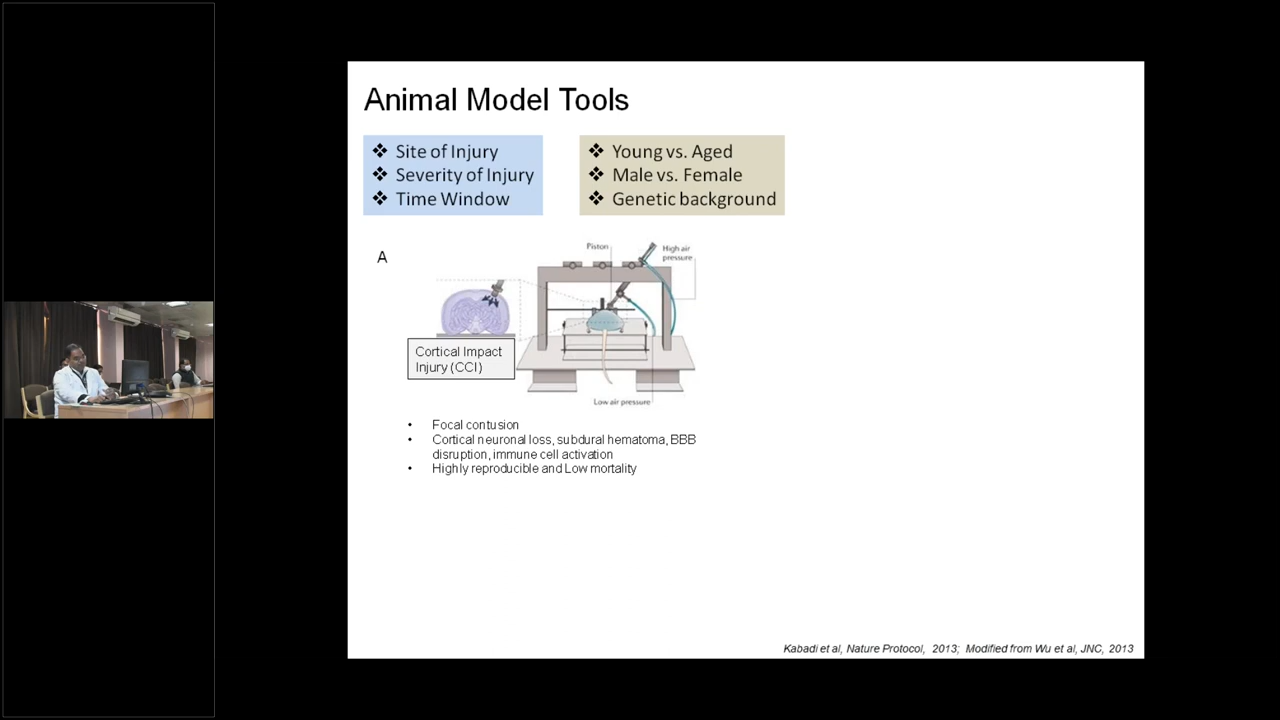 Animal Model Tools
❖ Site of Injury
❖ Severity of Injury
❖ Time Window
❖ Young vs. Aged
❖ Male vs. Female
❖ Genetic background
A
Piston
High air
pressure
Cortical Impact
Injury (CCI)
Low air pressure
• Focal contusion
• Cortical neuronal loss, subdural hematoma, BBB
disruption, immune cell activation
• Highly reproducible and Low mortality
Kabadi et al, Nature Protocol, 2013; Modified from Wu et al, JNC, 2013